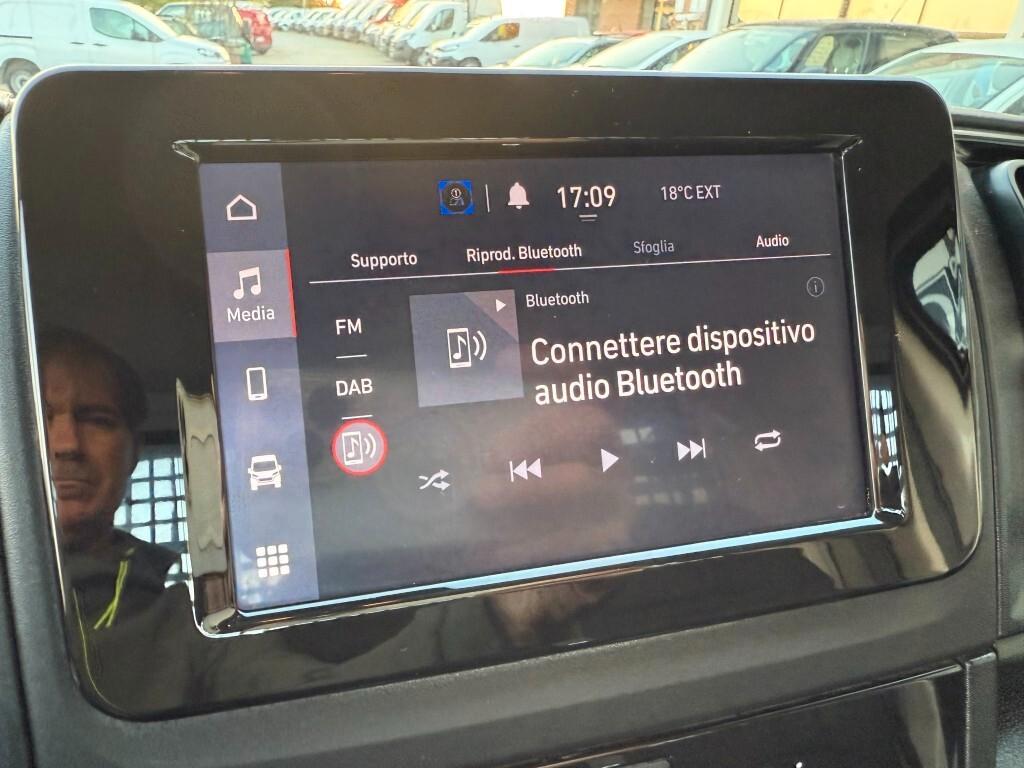 17:09
18°C EXT
Supporto
Riprod. Bluetooth
Sfoglia
Audio
Media
FM
DAB
Bluetooth
Connettere dispositivo
audio Bluetooth